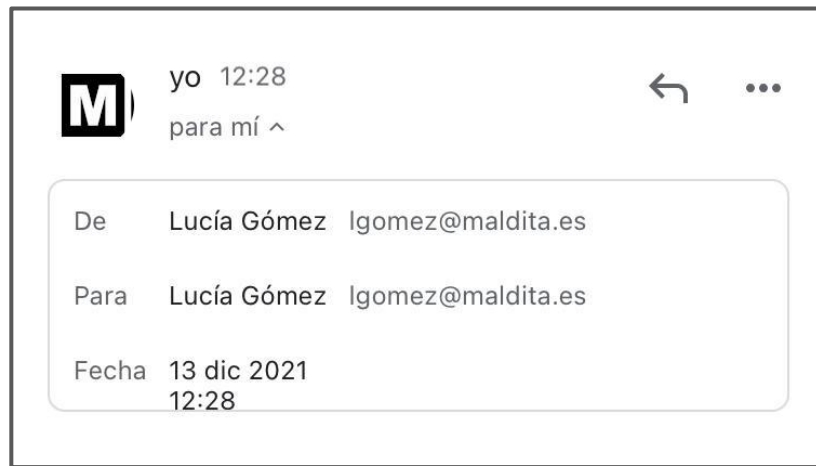 M
yo 12:28
para mí
De Lucía Gómez lgomez@maldita.es
Para Lucía Gómez lgomez@maldita.es
Fecha 13 dic 2021
12:28